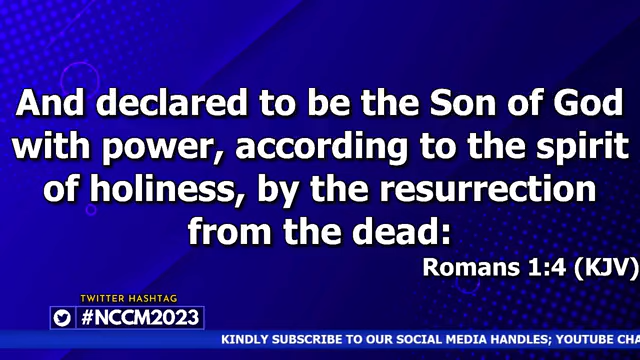 And declared to be the Son of God
with power, according to the spirit
of holiness, by the resurrection
from the dead:
Romans 1:4 (KJV)
TWITTER HASHTAG
#NCCM2023
KINDLY SUBSCRIBE TO OUR SOCIAL MEDIA HANDLES; YOUTUBE CHA